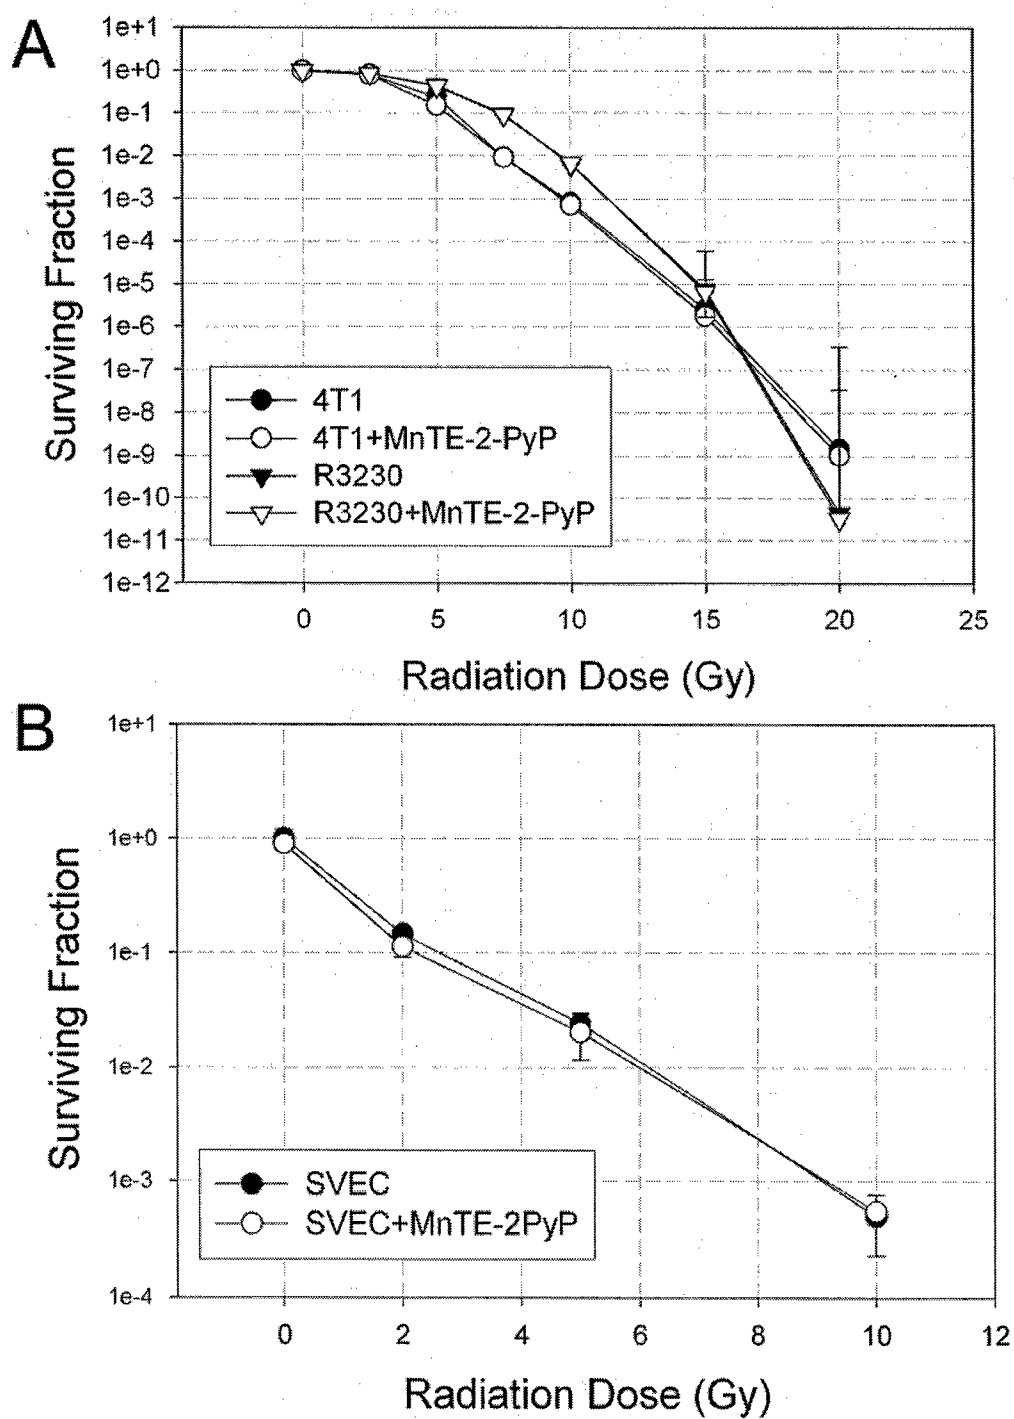 A
1e+1
1e+0
1e-1
1e-2
1e-3
1e-4
1e-5
1e-6
1e-7
1e-8
1e-9
1e-10
1e-11
1e-12
Surviving Fraction
4T1
4T1+MnTE-2-PyP
R3230
R3230+MnTE-2-PyP
0 5 10 15 20 25
Radiation Dose (Gy)
B
1e+1
1e+0
1e-1
1e-2
1e-3
1e-4
Surviving Fraction
SVEC
SVEC+MnTE-2PyP
0 2 4 6 8 10 12
Radiation Dose (Gy)